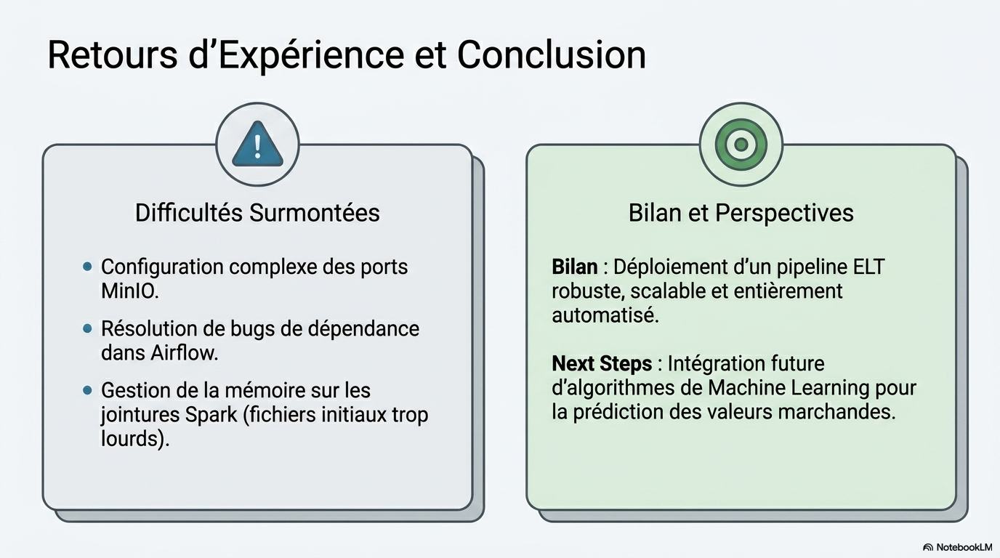 Retours d’Expérience et Conclusion
Difficultés Surmontées
• Configuration complexe des ports
MinIO.
• Résolution de bugs de dépendance
dans Airflow.
• Gestion de la mémoire sur les
jointures Spark (fichiers initiaux trop
lourds).
Bilan et Perspectives
Bilan : Déploiement d’un pipeline ELT
robuste, scalable et entièrement
automatisé.
Next Steps : Intégration future
d’algorithmes de Machine Learning pour
la prédiction des valeurs marchandes.
NotebookLM